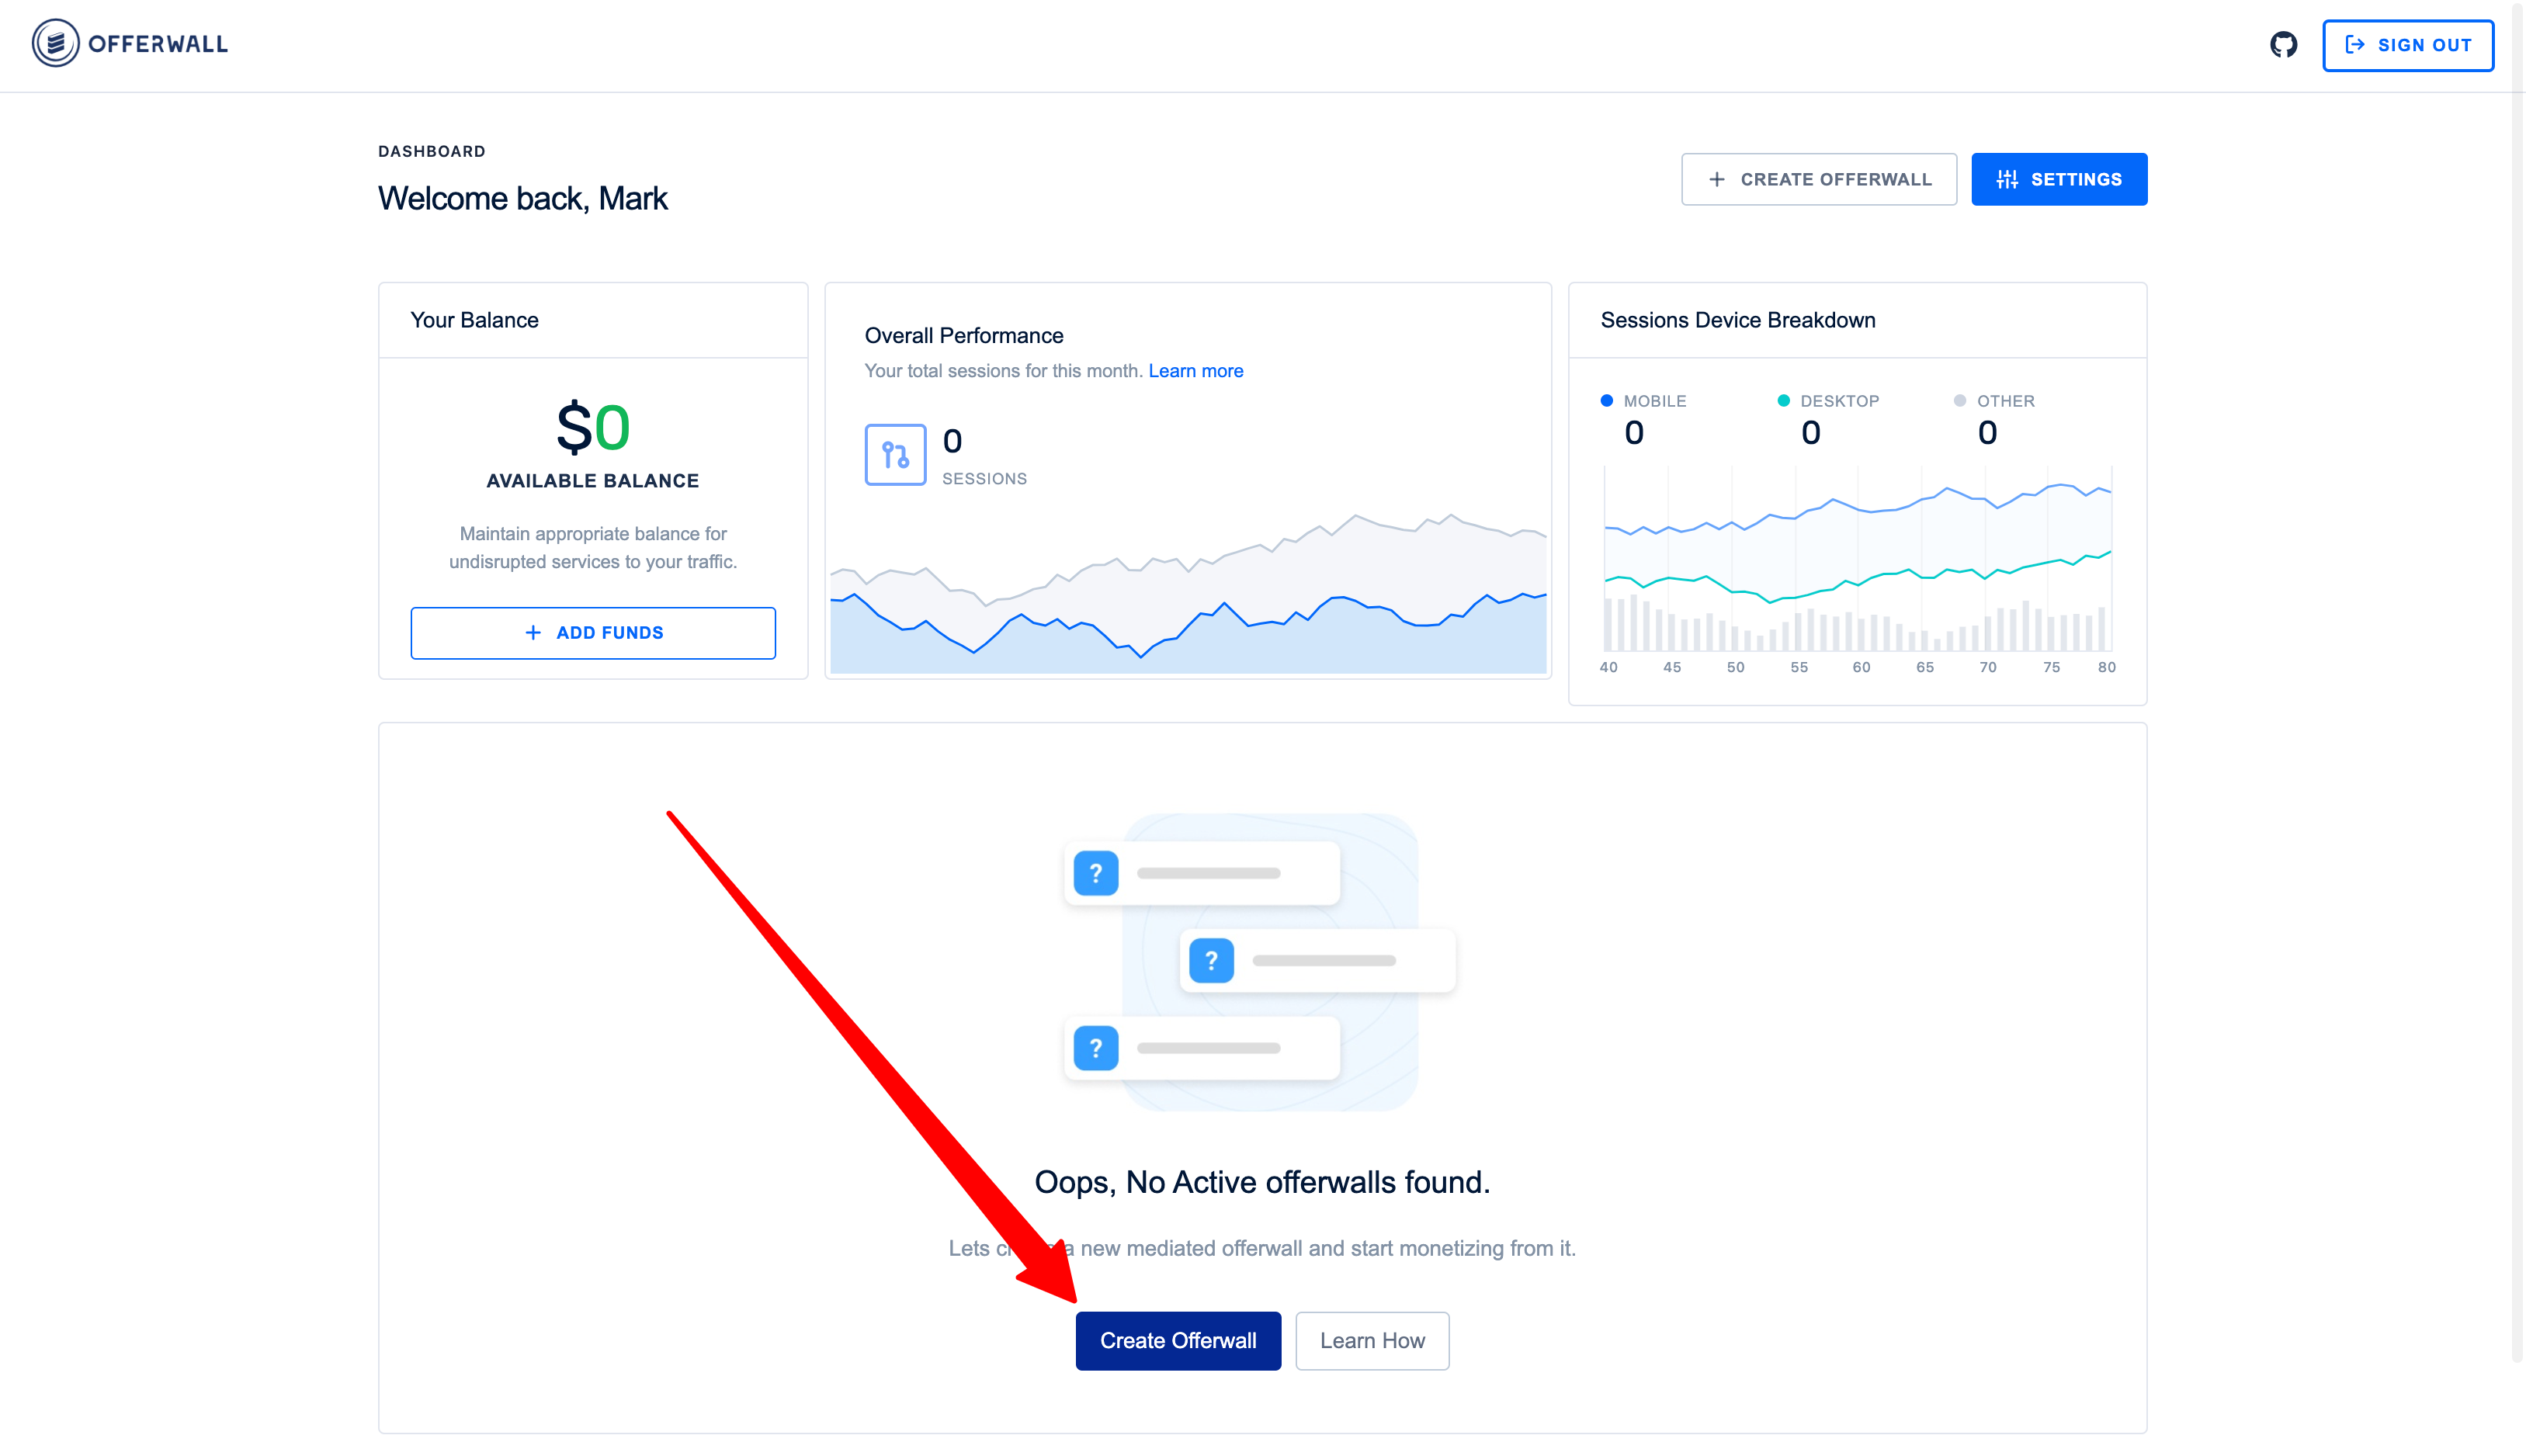 OFFERWALL
SIGN OUT
DASHBOARD
Welcome back, Mark
CREATE OFFERWALL
SETTINGS
Your Balance
$0
AVAILABLE BALANCE
Maintain appropriate balance for
undisrupted services to your traffic.
ADD FUNDS
Overall Performance
Your total sessions for this month. Learn more
0
SESSIONS
Sessions Device Breakdown
MOBILE DESKTOP OTHER
0 0 0
40 45 50 55 60 65 70 75 80
?
?
?
Oops, No Active offerwalls found.
Lets a new mediated offerwall and start monetizing from it.
Create Offerwall
Learn How